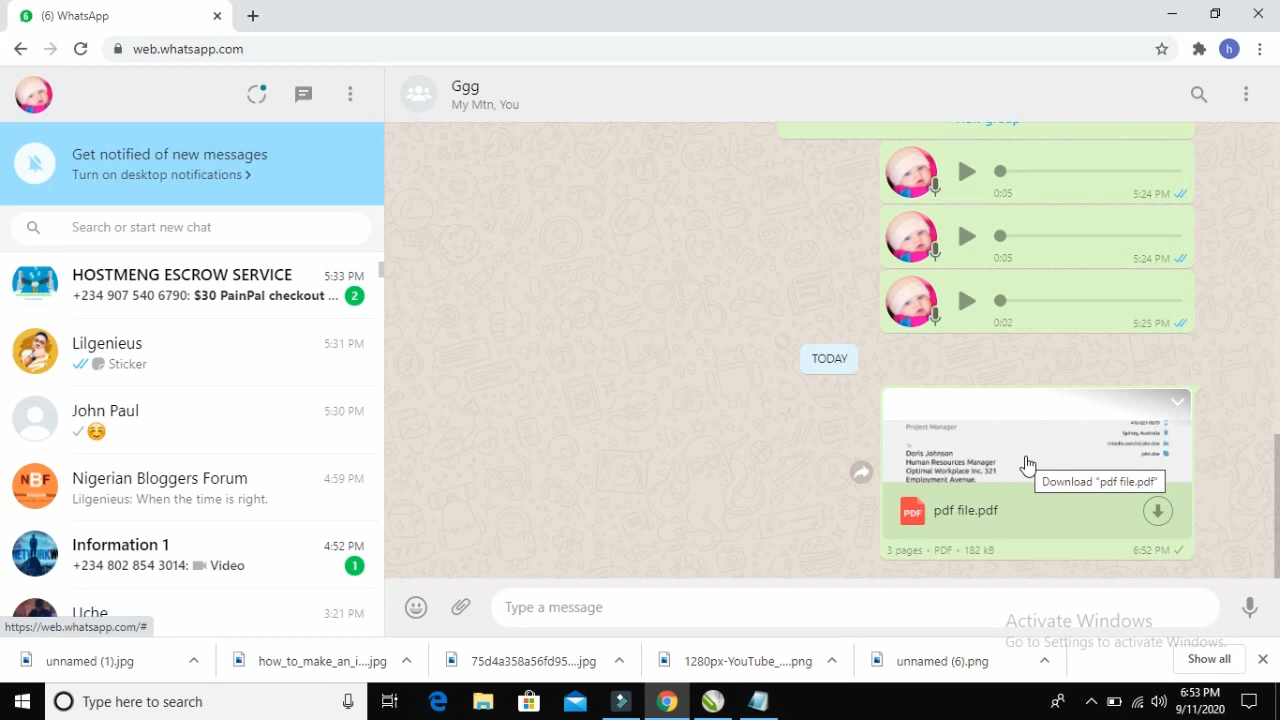 6
(6) WhatsApp
web.whatsapp.com
h
Get notified of new messages
Turn on desktop notifications >
Search or start new chat
HOSTMENG ESCROW SERVICE 5:33 PM
+234 907 540 6790: $30 PainPal checkout ... 2
Lilgenieus 5:31 PM
Sticker
John Paul 5:30 PM
NBF
Nigerian Bloggers Forum 4:59 PM
Lilgenieus: When the time is right.
Information 1 4:52 PM
+234 802 854 3014: Video 1
Uche 3:21 PM
https://web.whatsapp.com/#
Ggg
My Mtn, You
New group
0:05 5:24 PM
0:05 5:24 PM
0:02 5:25 PM
TODAY
Project Manager
Sydney, Australia
To:
Doris Johnson
Human Resources Manager
Optimal Workplace Inc. 321
Employment Avenue.
john.doe
Download "pdf file.pdf"
PDF pdf file.pdf
3 pages • PDF • 182 kB 6:52 PM
Type a message
Activate Windows
Go to Settings to activate Windows.
unnamed (1).jpg
how_to_make_an_i....jpg
75d4a358a56fd95....jpg
1280px-YouTube_....png
unnamed (6).png
Show all
Type here to search
6:53 PM
9/11/2020